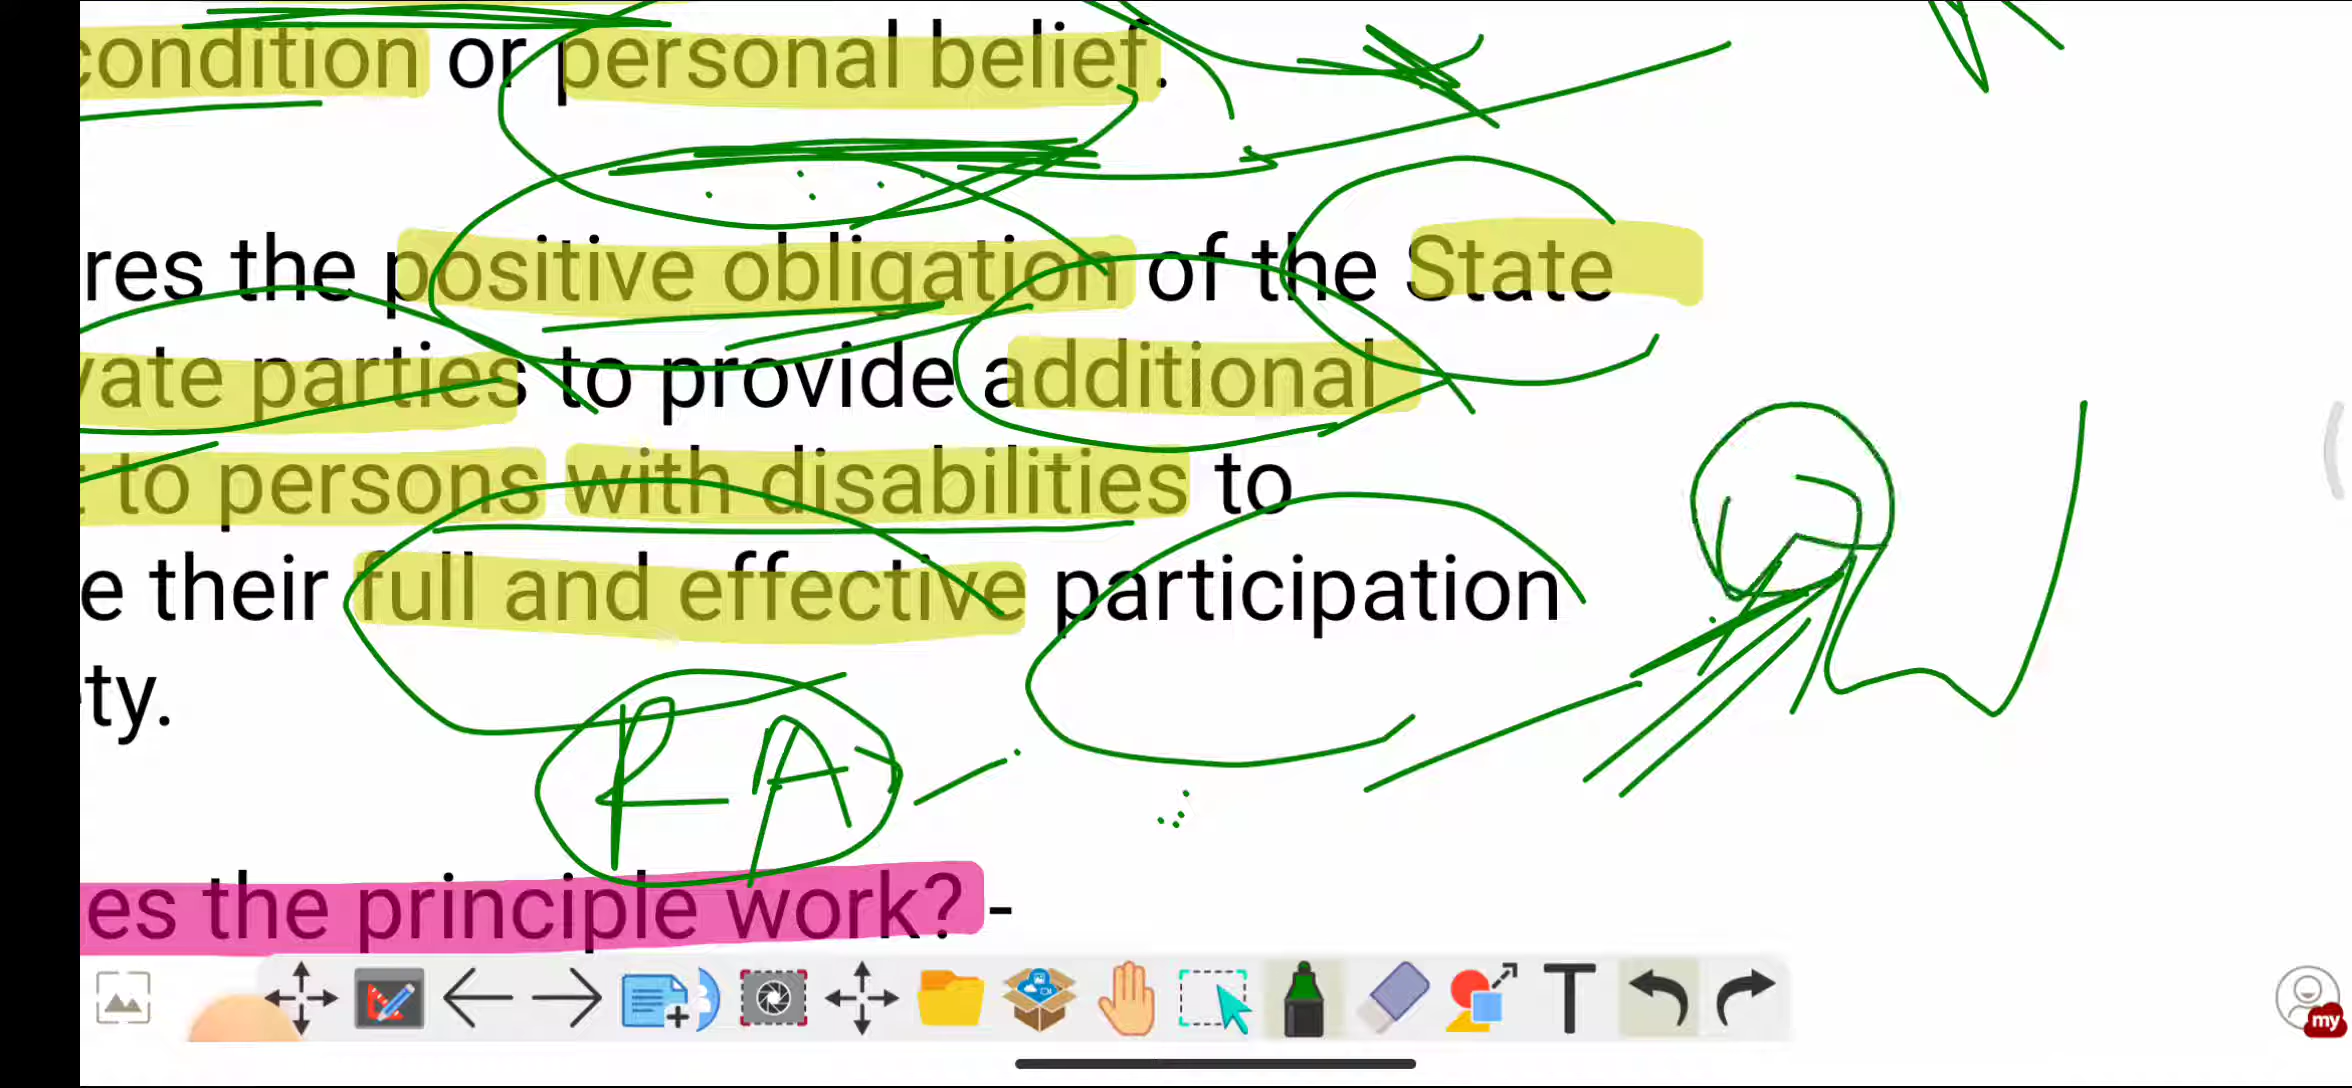 condition or personal belief.
res the positive obligation of the State
vate parties to provide additional
to persons with disabilities to
e their full and effective participation
ty.
RA
es the principle work? -
T
my